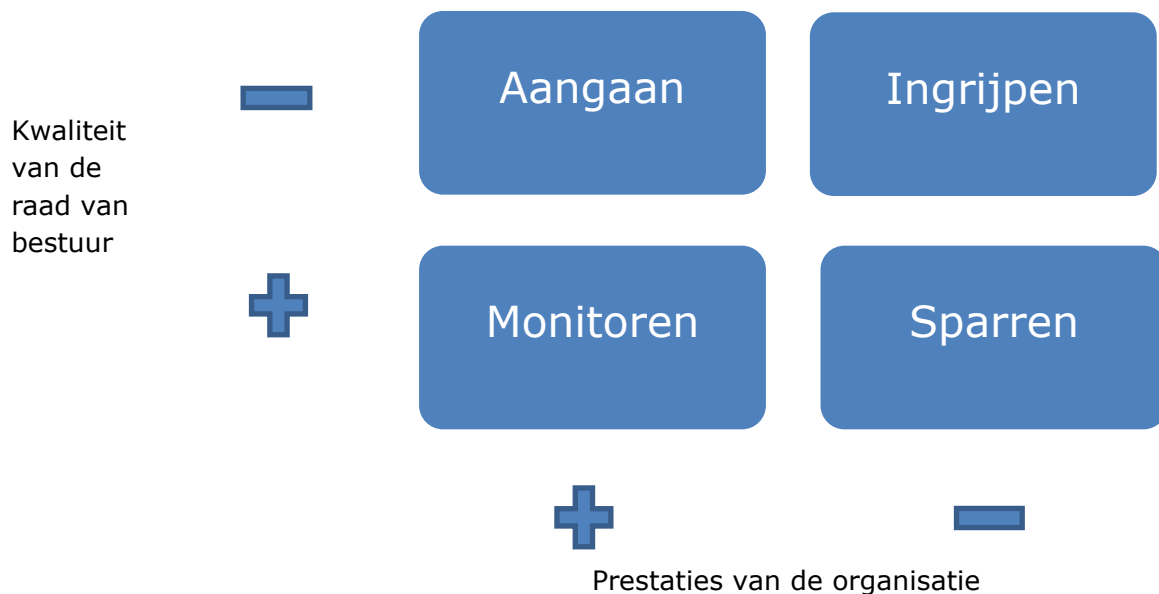 Aangaan
Ingrijpen
Kwaliteit
van de
raad van
bestuur
Monitoren
Sparren
Prestaties van de organisatie